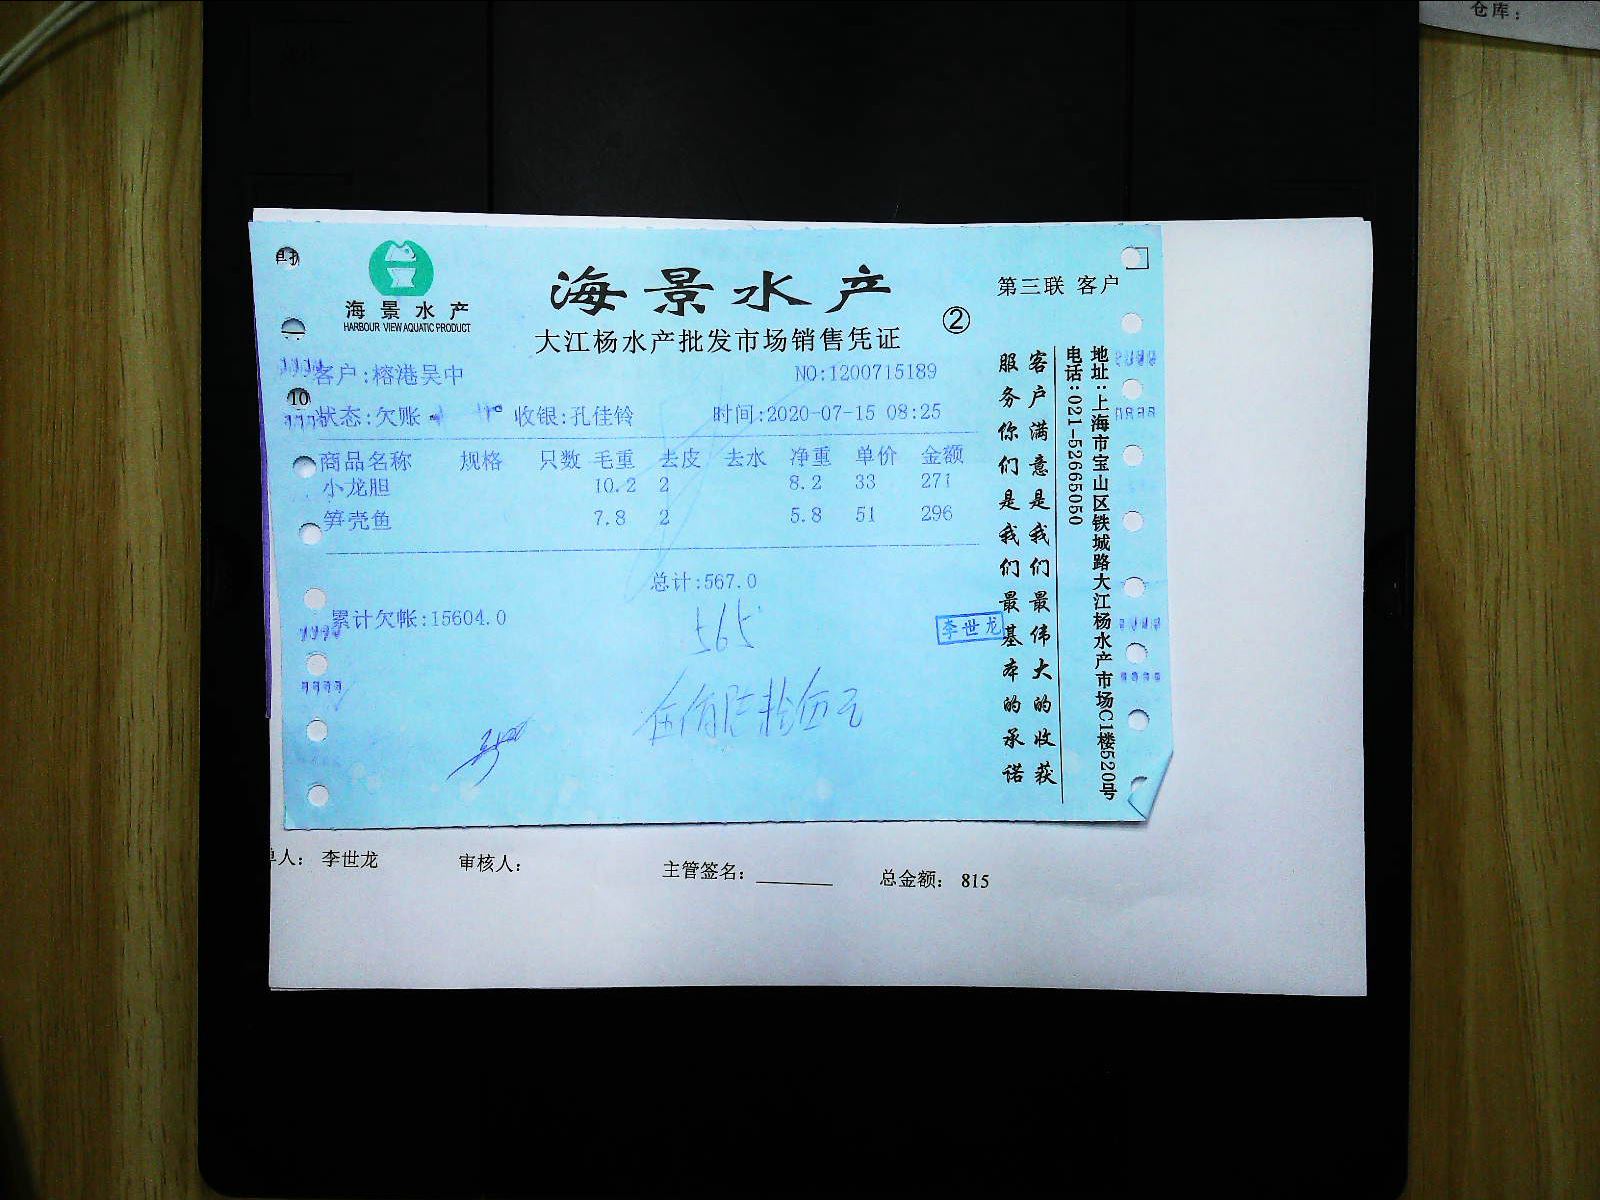 仓库：
海景水产
HARBOUR VIEW AQUATIC PRODUCT
海景水产
大江杨水产批发市场销售凭证
②
第三联 客户
客户:榕港吴中
NO:1200715189
状态:欠账
收银:孔佳铃
时间:2020-07-15 08:25
商品名称 规格 只数 毛重 去皮 去水 净重 单价 金额
小龙胆 10.2 2 8.2 33 271
笋壳鱼 7.8 2 5.8 51 296
总计:567.0
累计欠帐:15604.0
565
伍佰陆拾伍元
李世龙
客户满意是我们最伟大的收获
服务你们是我们最基本的承诺
地址：上海市宝山区铁城路大江杨水产市场C1楼520号
电话：021-52665050
10
单人： 李世龙
审核人：
主管签名：
总金额： 815